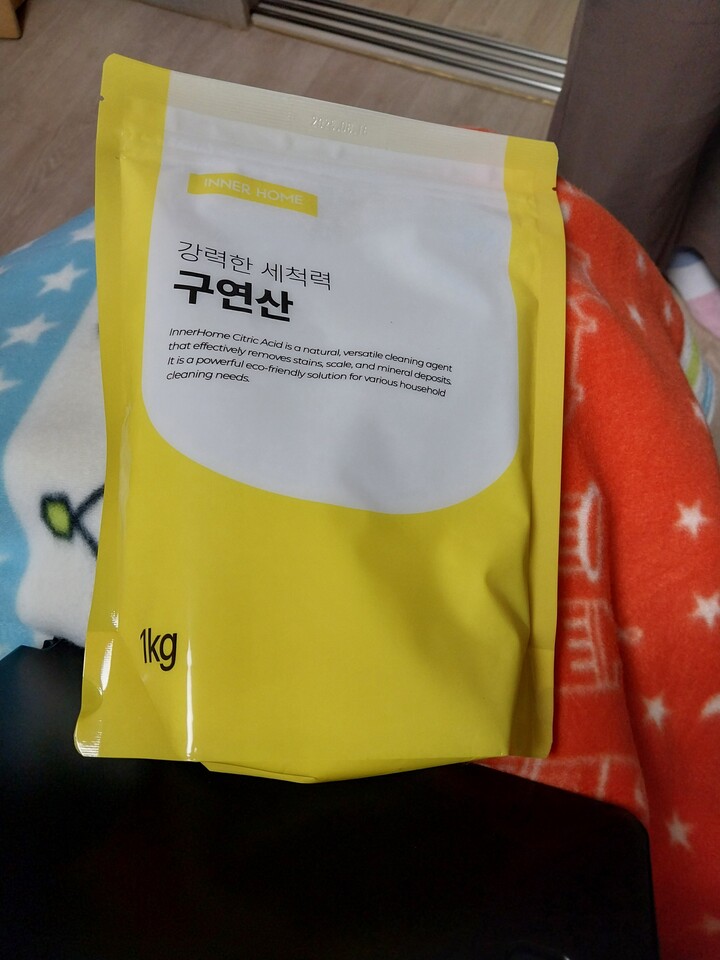 INNER HOME
강력한 세척력
구연산
InnerHome Citric Acid is a natural, versatile cleaning agent
that effectively removes stains, scale, and mineral deposits.
It is a powerful eco-friendly solution for various household
cleaning needs.
1kg